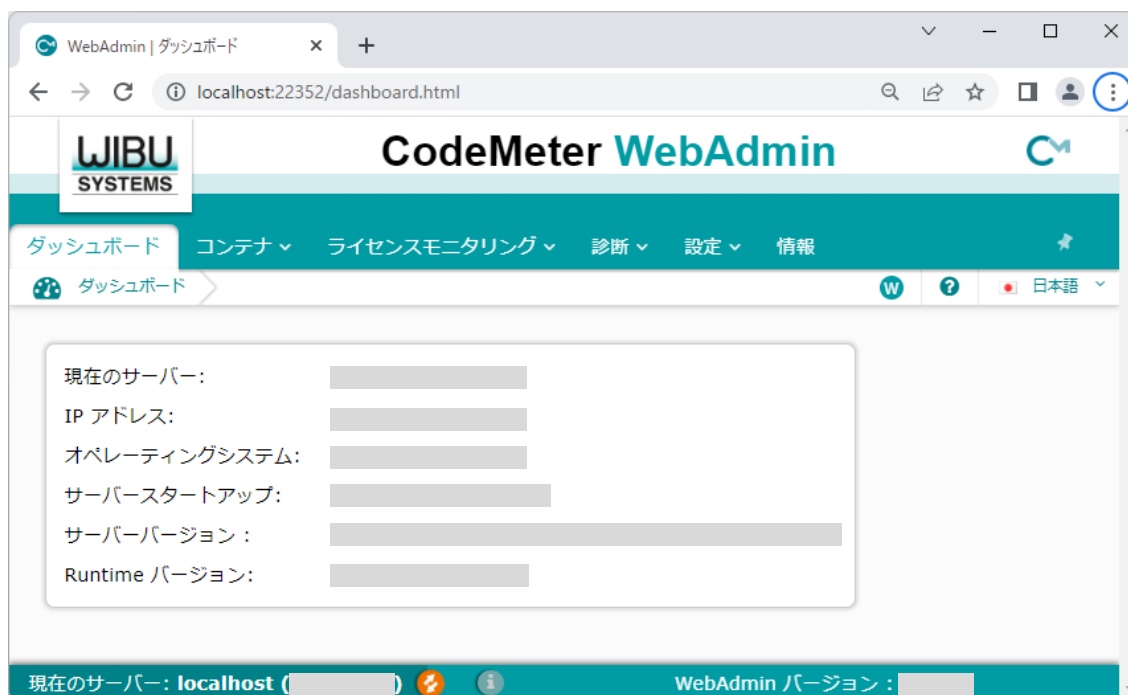 WebAdmin | ダッシュボード
localhost:22352/dashboard.html
WIBU
SYSTEMS
CodeMeter WebAdmin
ダッシュボード コンテナ ライセンスモニタリング 診断 設定 情報
ダッシュボード W ? 日本語
現在のサーバー:
IP アドレス:
オペレーティングシステム:
サーバースタートアップ:
サーバーバージョン :
Runtime バージョン:
現在のサーバー: localhost ( ) WebAdmin バージョン :